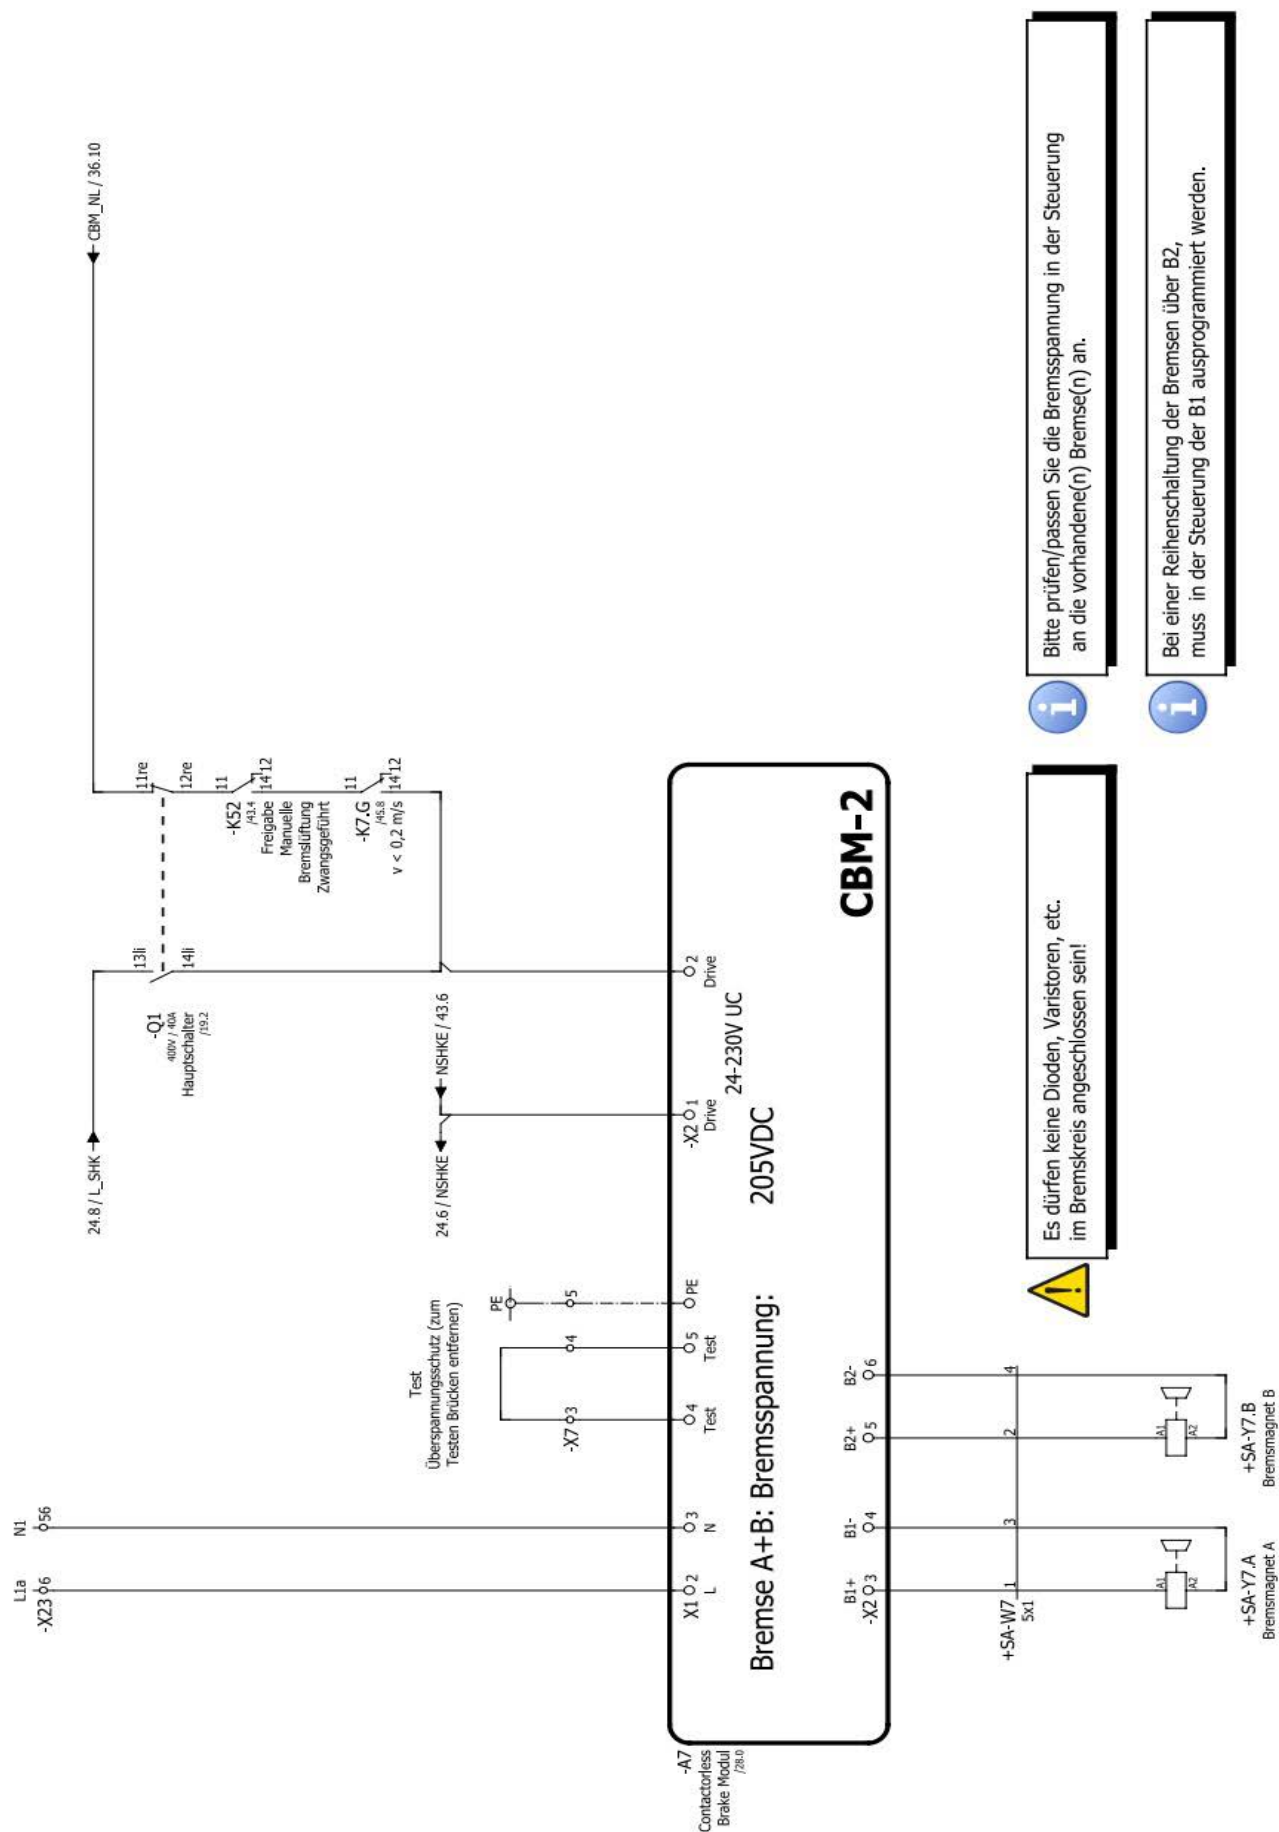 L1a
N1
-X23
6
56
24.8 / L_SHK
CBM_NL / 36.10
-Q1
400V / 40A
Hauptschalter
/19.2
13li
14li
11re
12re
-K52
/43.4
Freigabe
Manuelle
Bremslüftung
Zwangsgeführt
11
14
12
-K7.G
/45.8
v < 0,2 m/s
11
14
12
Test
Überspannungsschutz (zum
Testen Brücken entfernen)
24.6 / NSHKE
NSHKE / 43.6
-X7
3
4
5
PE
-A7
Contactorless
Brake Modul
/28.0
X1
2
L
3
N
4
Test
5
Test
PE
-X2
1
Drive
2
Drive
24-230V UC
Bremse A+B: Bremsspannung:
205VDC
CBM-2
B1+
B1-
B2+
B2-
-X2
3
4
5
6
+SA-W7
5x1
1
3
2
4
A1
A2
A1
A2
+SA-Y7.A
Bremsmagnet A
+SA-Y7.B
Bremsmagnet B
Es dürfen keine Dioden, Varistoren, etc.
im Bremskreis angeschlossen sein!
Bitte prüfen/passen Sie die Bremsspannung in der Steuerung
an die vorhandene(n) Bremse(n) an.
Bei einer Reihenschaltung der Bremsen über B2,
muss in der Steuerung der B1 ausprogrammiert werden.